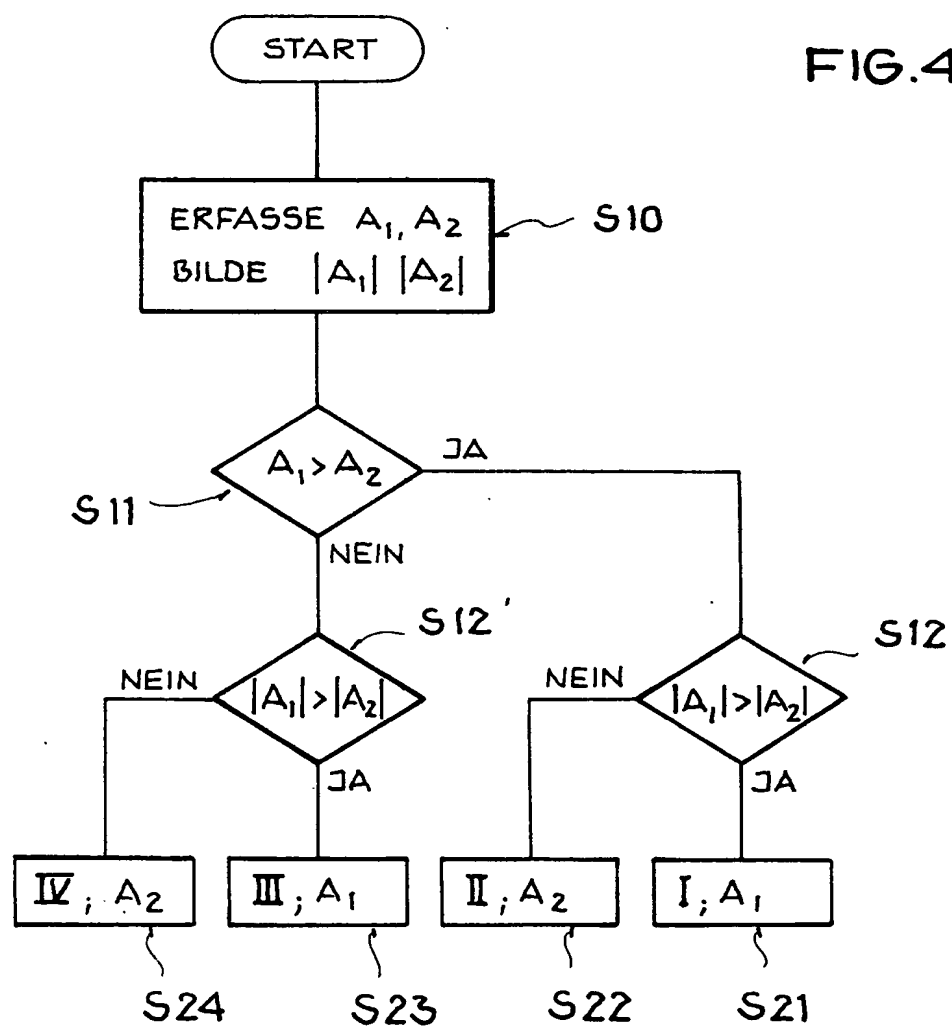 START
FIG.4
ERFASSE A₁, A₂
S10
BILDE |A₁| |A₂|
A₁ > A₂
JA
S11
NEIN
S12'
S12
NEIN
|A₁|>|A₂|
NEIN
|A₁|>|A₂|
JA
JA
IV; A₂
III; A₁
II; A₂
I; A₁
S24
S23
S22
S21